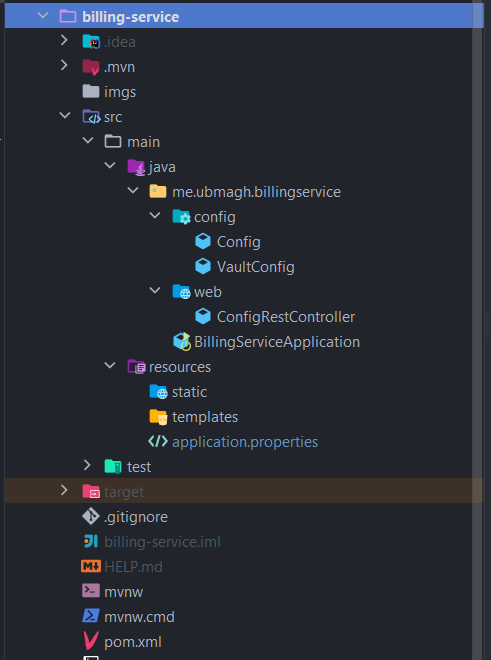 billing-service
.idea
.mvn
imgs
src
main
java
me.ubmagh.billingservice
config
Config
VaultConfig
web
ConfigRestController
BillingServiceApplication
resources
static
templates
application.properties
test
target
.gitignore
billing-service.iml
HELP.md
mvnw
mvnw.cmd
pom.xml